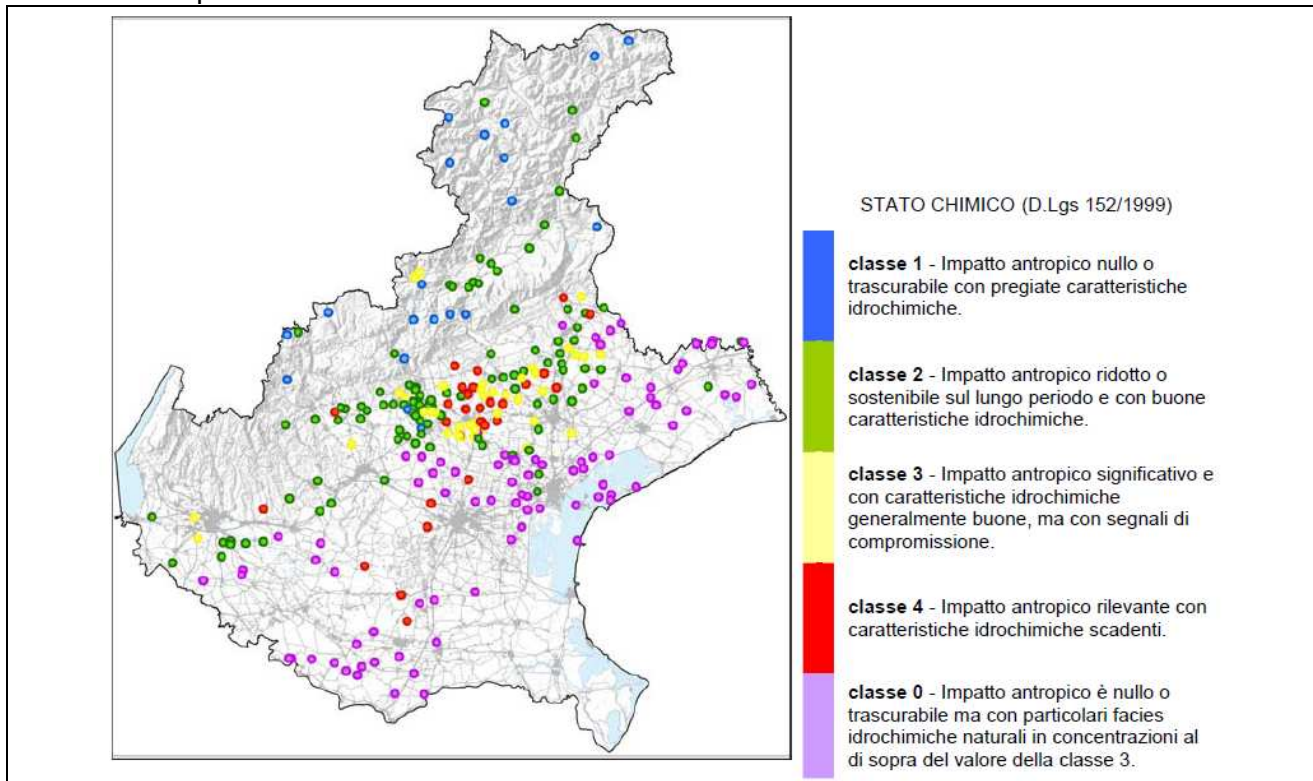 STATO CHIMICO (D.Lgs 152/1999)
classe 1 - Impatto antropico nullo o
trascurabile con pregiate caratteristiche
idrochimiche.
classe 2 - Impatto antropico ridotto o
sostenibile sul lungo periodo e con buone
caratteristiche idrochimiche.
classe 3 - Impatto antropico significativo e
con caratteristiche idrochimiche
generalmente buone, ma con segnali di
compromissione.
classe 4 - Impatto antropico rilevante con
caratteristiche idrochimiche scadenti.
classe 0 - Impatto antropico è nullo o
trascurabile ma con particolari facies
idrochimiche naturali in concentrazioni al
di sopra del valore della classe 3.